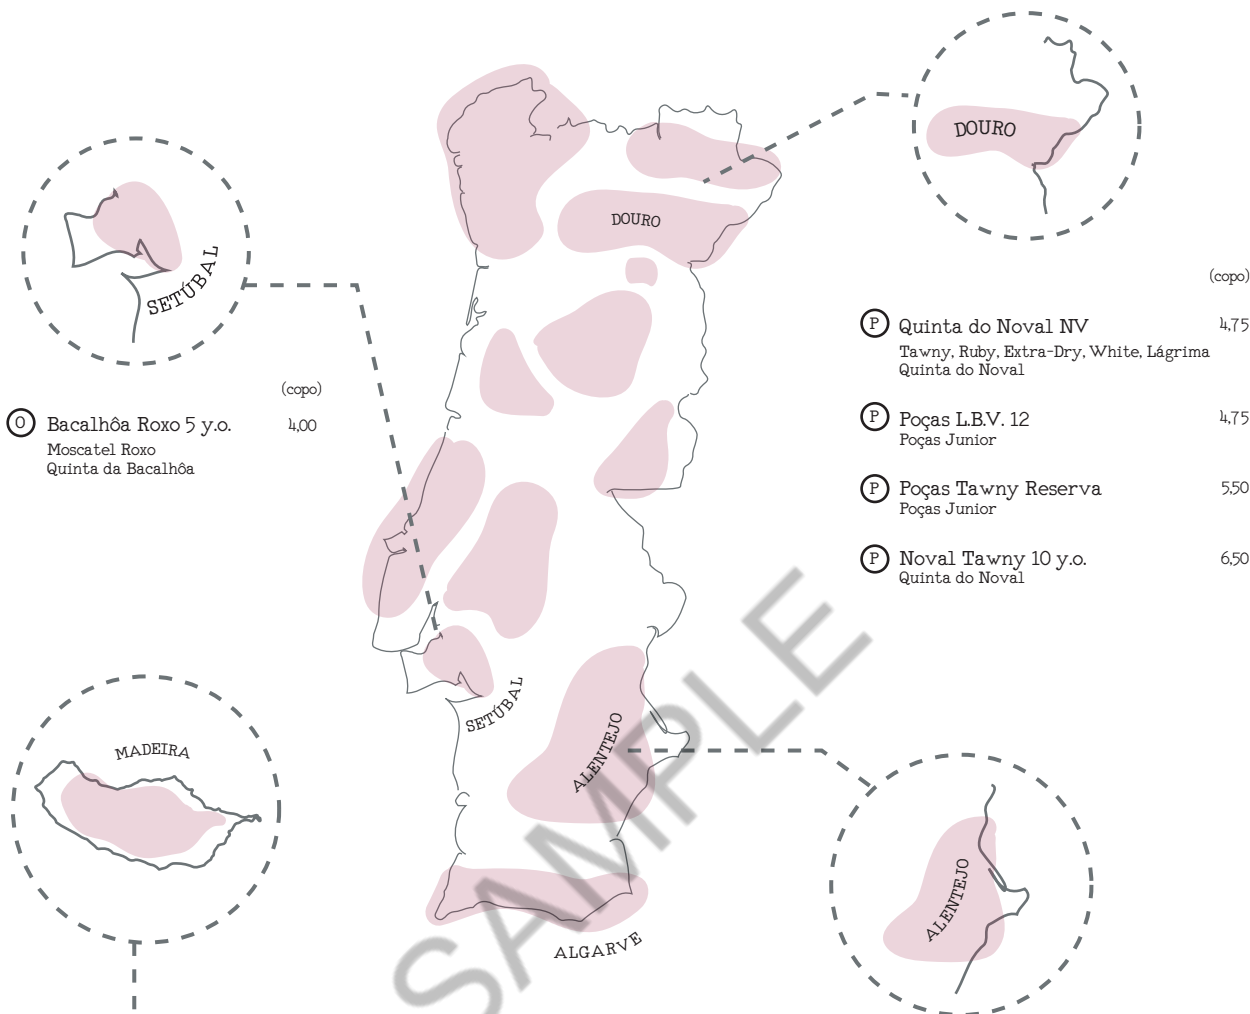 DOURO
DOURO
SETÚBAL
(copo)
O Bacalhôa Roxo 5 y.o. 4,00
Moscatel Roxo
Quinta da Bacalhôa
(copo)
P Quinta do Noval NV 4,75
Tawny, Ruby, Extra-Dry, White, Lágrima
Quinta do Noval
P Poças L.B.V. 12 4,75
Poças Junior
P Poças Tawny Reserva 5,50
Poças Junior
P Noval Tawny 10 y.o. 6,50
Quinta do Noval
SETÚBAL
MADEIRA
ALENTEJO
ALENTEJO
ALGARVE
SAMPLE